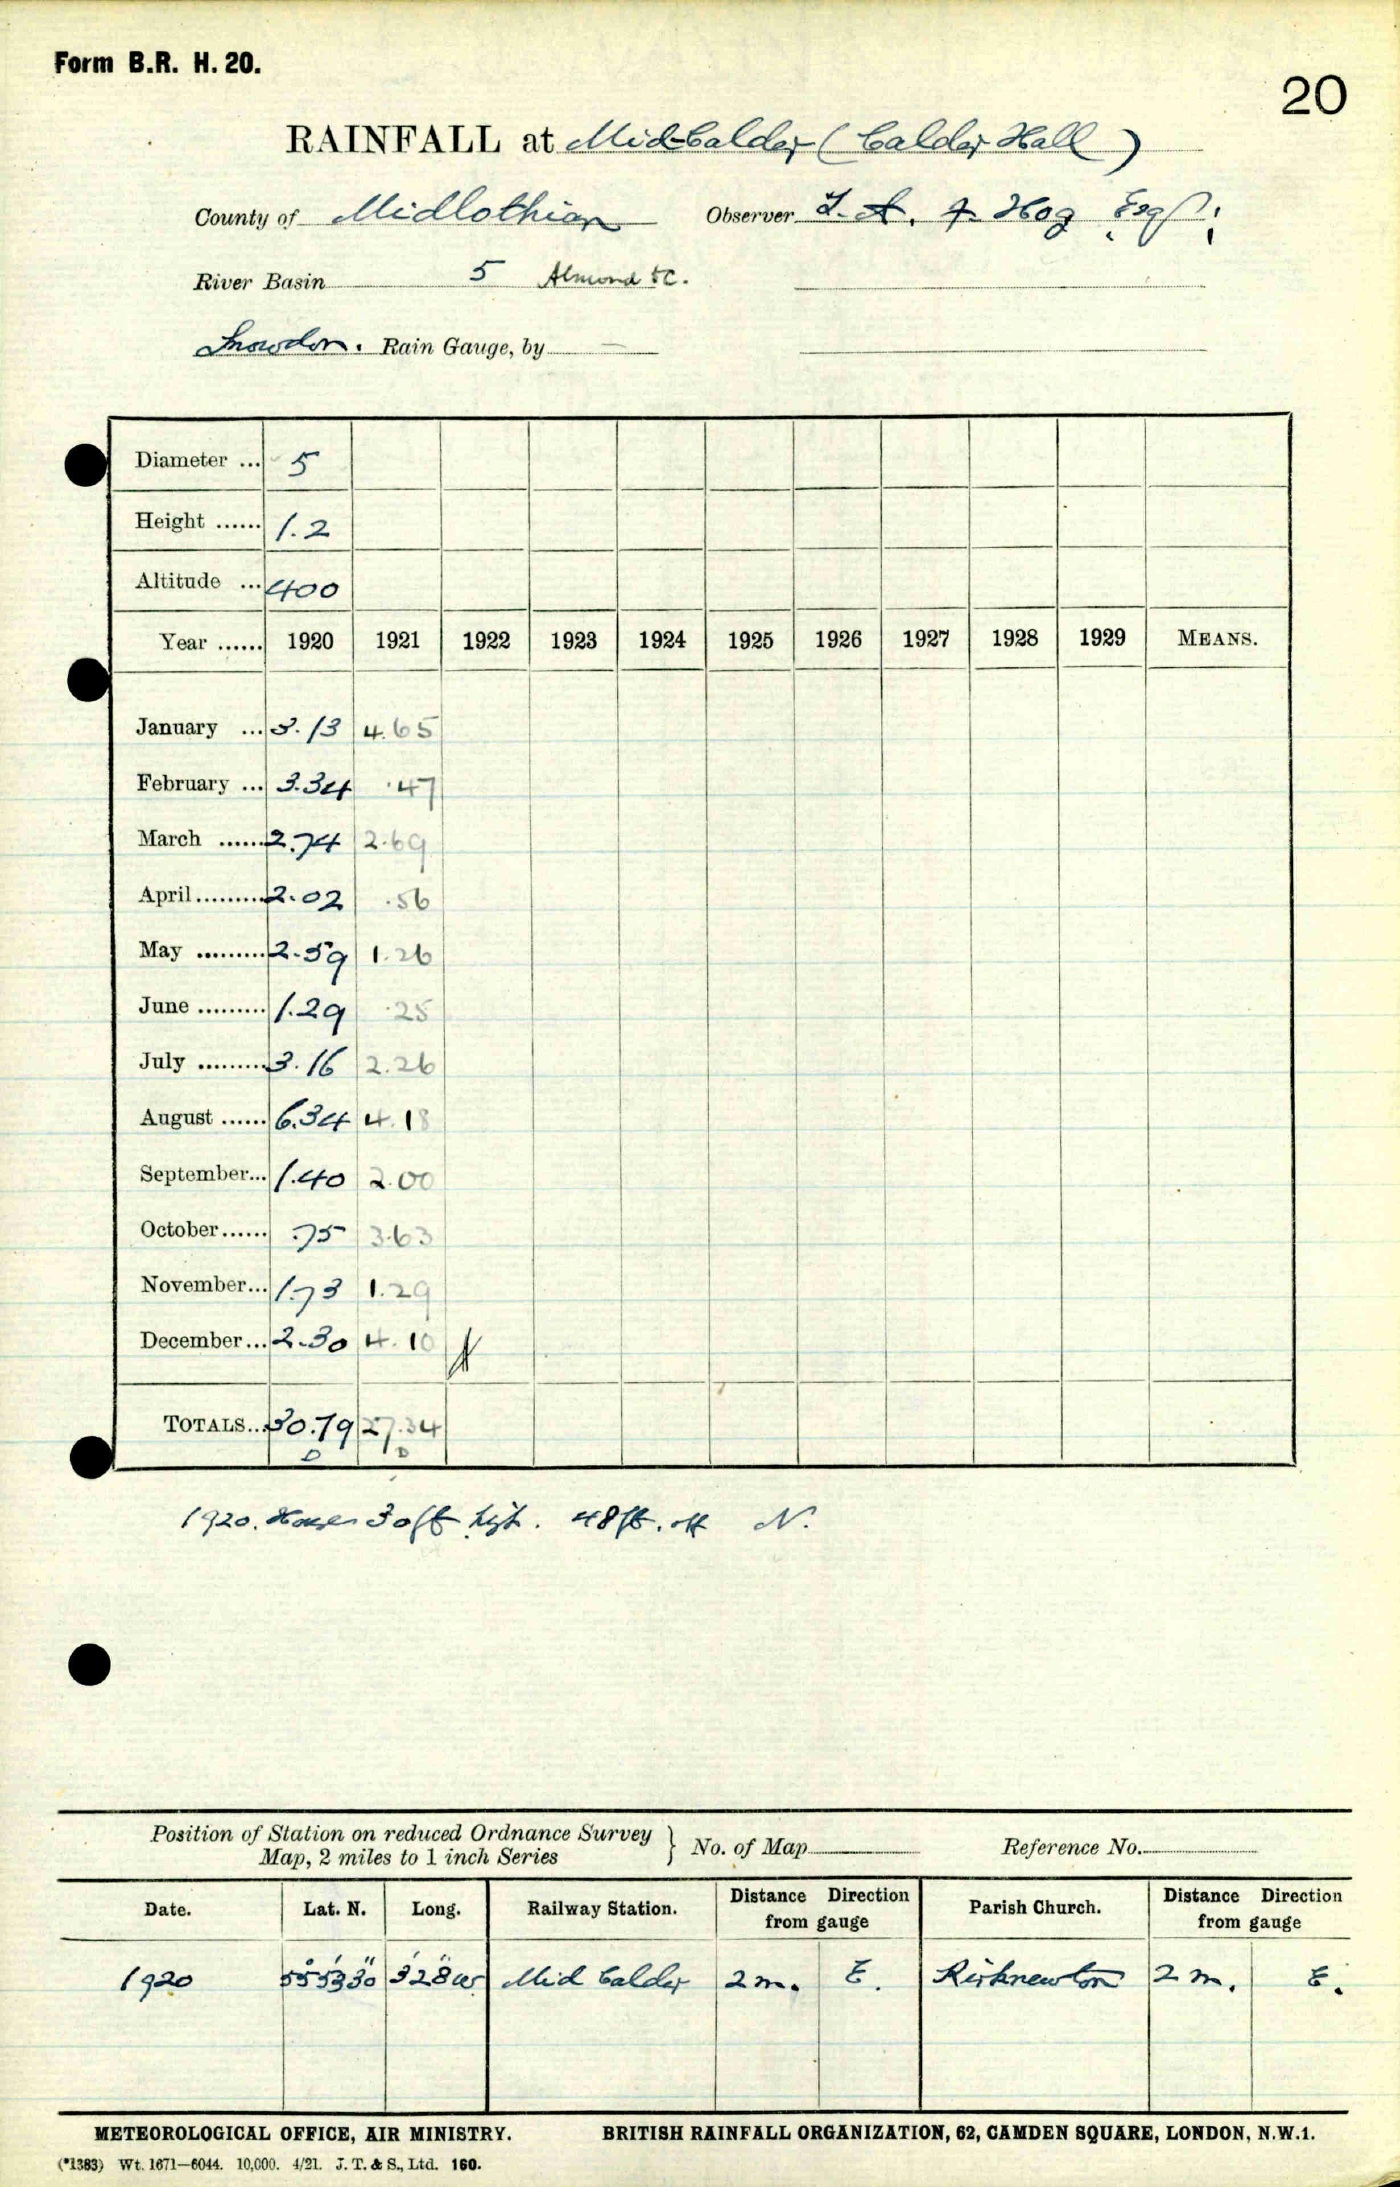 Form B.R. H. 20.
20
RAINFALL at Mid-Calder (Calder Hall)
County of Midlothian Observer T. A. F. Hog Esq.
River Basin 5 Almond &c.
Snowdon. Rain Gauge, by —
Diameter ... 5
Height ...... 1.2
Altitude ... 400
Year ...... 1920 1921 1922 1923 1924 1925 1926 1927 1928 1929 MEANS.
January ... 3.13 4.65
February ... 3.34 .47
March ...... 2.74 2.69
April ......... 2.02 .56
May ......... 2.59 1.26
June ......... 1.29 .25
July ......... 3.16 2.26
August ...... 6.34 4.18
September... 1.40 2.00
October...... .75 3.63
November... 1.73 1.29
December... 2.30 4.10
TOTALS... 30.79 27.34
D D
1920. House 30 ft high. 48 ft. off N.
Position of Station on reduced Ordnance Survey
Map, 2 miles to 1 inch Series } No. of Map Reference No.
Date. Lat. N. Long. Railway Station. Distance Direction from gauge Parish Church. Distance Direction from gauge
1920 55°53'30" 3°28' W Mid Calder 2 m. E. Kirknewton 2 m. E.
METEOROLOGICAL OFFICE, AIR MINISTRY. BRITISH RAINFALL ORGANIZATION, 62, CAMDEN SQUARE, LONDON, N.W.1.
(*1383) Wt. 1671—6044. 10,000. 4/21. J. T. & S., Ltd. 160.